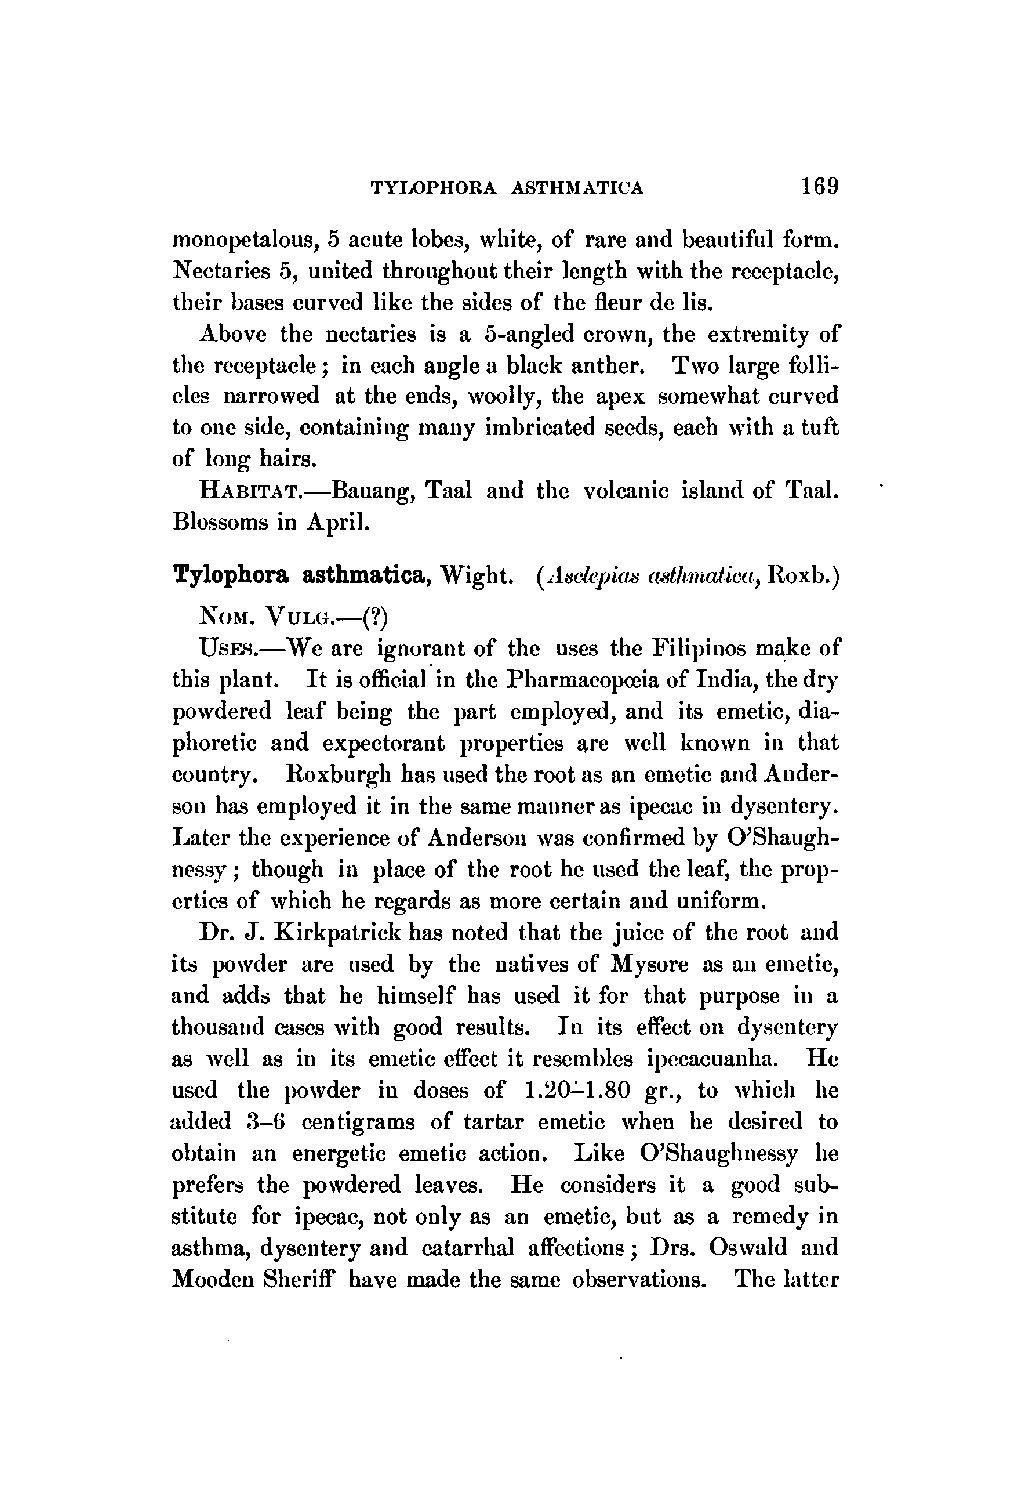 TYLOPHORA ASTHMATICA 169
monopetalous, 5 acute lobes, white, of rare and beautiful form.
Nectaries 5, united throughout their length with the receptacle,
their bases curved like the sides of the fleur de lis.
Above the nectaries is a 5-angled crown, the extremity of
the receptacle; in each angle a black anther. Two large folli-
cles narrowed at the ends, woolly, the apex somewhat curved
to one side, containing many imbricated seeds, each with a tuft
of long hairs.
HABITAT.—Bauang, Taal and the volcanic island of Taal.
Blossoms in April.
Tylophora asthmatica, Wight. (Asclepias asthmatica, Roxb.)
NOM. VULG.—(?)
USES.—We are ignorant of the uses the Filipinos make of
this plant. It is official in the Pharmacopœia of India, the dry
powdered leaf being the part employed, and its emetic, dia-
phoretic and expectorant properties are well known in that
country. Roxburgh has used the root as an emetic and Ander-
son has employed it in the same manner as ipecac in dysentery.
Later the experience of Anderson was confirmed by O'Shaugh-
nessy; though in place of the root he used the leaf, the prop-
erties of which he regards as more certain and uniform.
Dr. J. Kirkpatrick has noted that the juice of the root and
its powder are used by the natives of Mysore as an emetic,
and adds that he himself has used it for that purpose in a
thousand cases with good results. In its effect on dysentery
as well as in its emetic effect it resembles ipecacuanha. He
used the powder in doses of 1.20–1.80 gr., to which he
added 3–6 centigrams of tartar emetic when he desired to
obtain an energetic emetic action. Like O'Shaughnessy he
prefers the powdered leaves. He considers it a good sub-
stitute for ipecac, not only as an emetic, but as a remedy in
asthma, dysentery and catarrhal affections; Drs. Oswald and
Mooden Sheriff have made the same observations. The latter